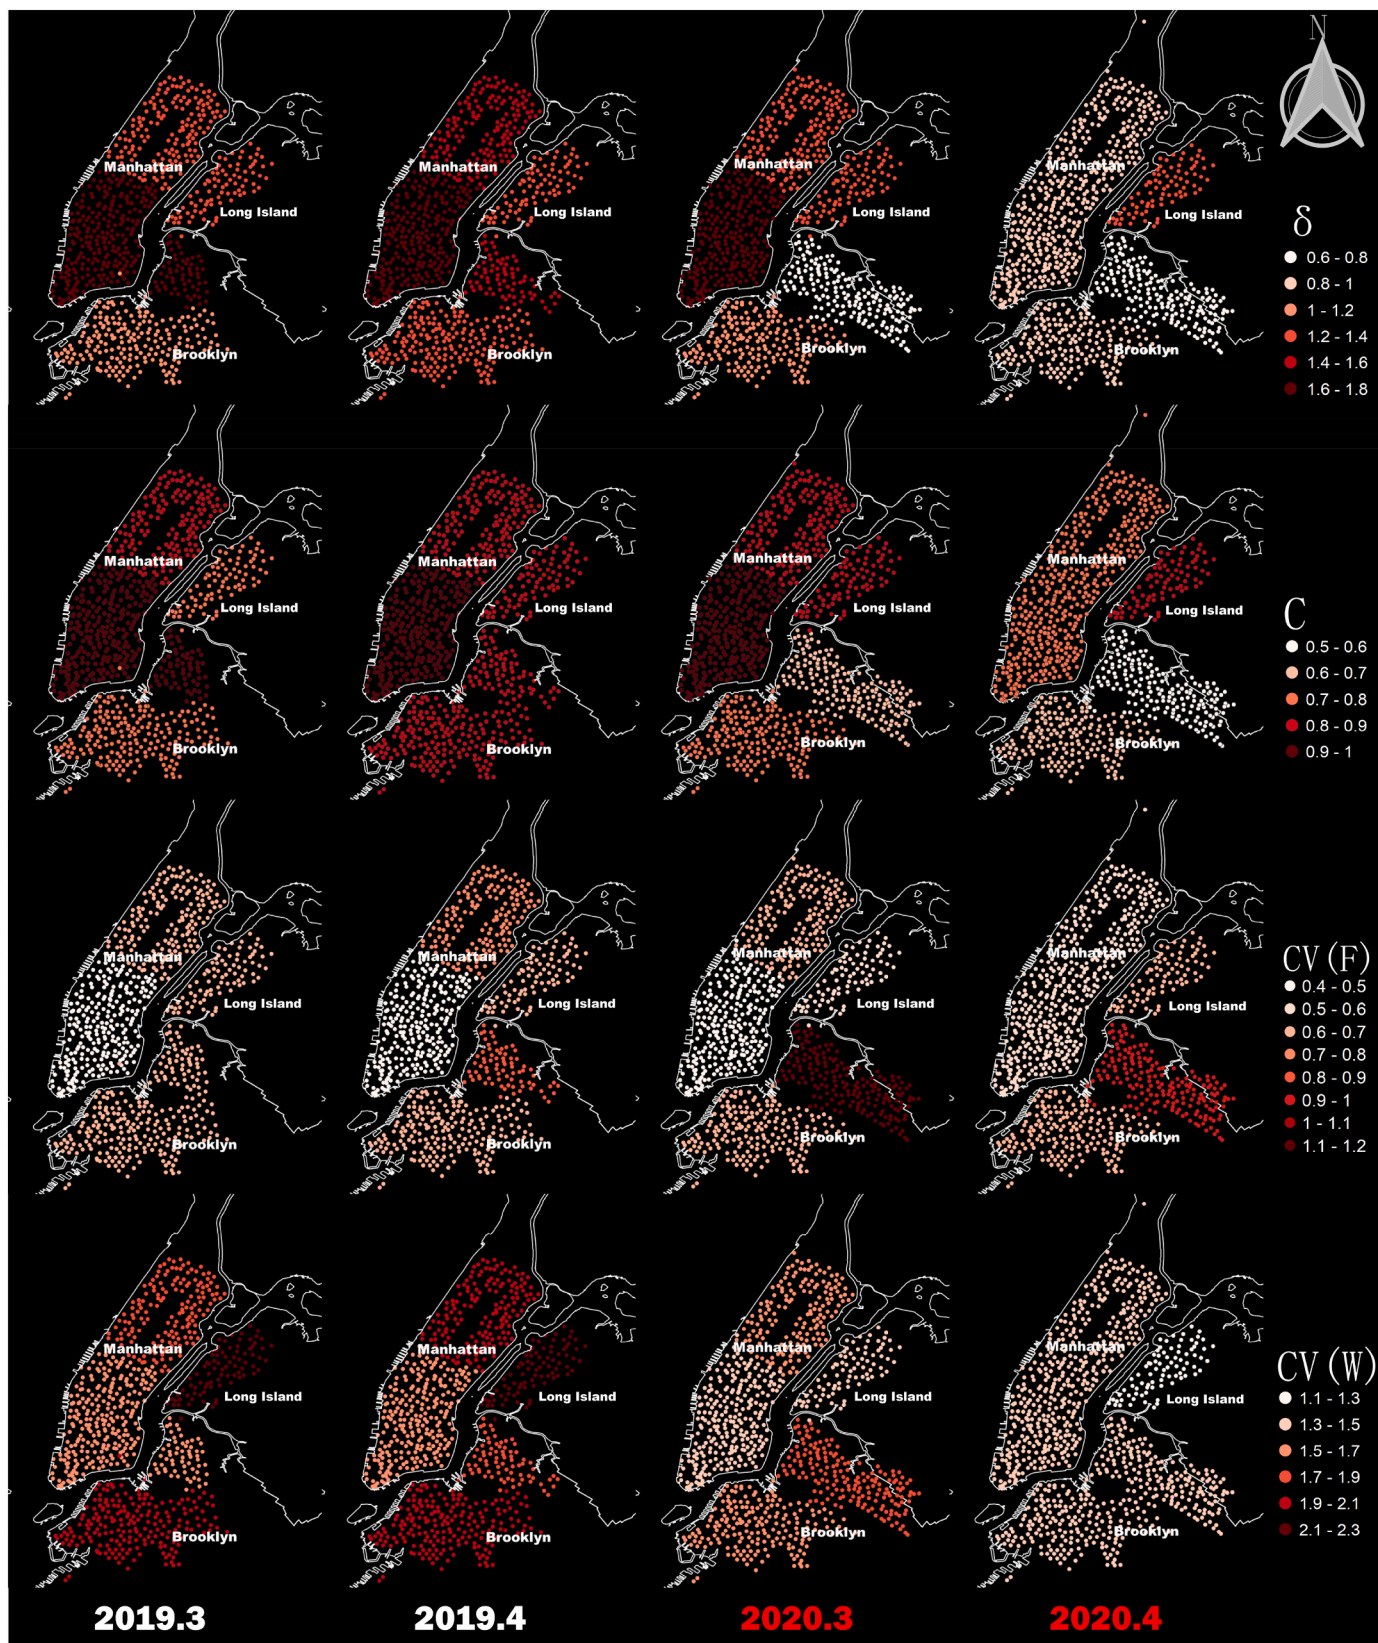 N
Manhattan
Long Island
Brooklyn
Manhattan
Long Island
Brooklyn
Manhattan
Long Island
Brooklyn
Manhattan
Long Island
Brooklyn
δ
0.6 - 0.8
0.8 - 1
1 - 1.2
1.2 - 1.4
1.4 - 1.6
1.6 - 1.8
Manhattan
Long Island
Brooklyn
Manhattan
Long Island
Brooklyn
Manhattan
Long Island
Brooklyn
Manhattan
Long Island
Brooklyn
C
0.5 - 0.6
0.6 - 0.7
0.7 - 0.8
0.8 - 0.9
0.9 - 1
Manhattan
Long Island
Brooklyn
Manhattan
Long Island
Brooklyn
Manhattan
Long Island
Brooklyn
Manhattan
Long Island
Brooklyn
CV(F)
0.4 - 0.5
0.5 - 0.6
0.6 - 0.7
0.7 - 0.8
0.8 - 0.9
0.9 - 1
1 - 1.1
1.1 - 1.2
Manhattan
Long Island
Brooklyn
Manhattan
Long Island
Brooklyn
Manhattan
Long Island
Brooklyn
Manhattan
Long Island
Brooklyn
CV(W)
1.1 - 1.3
1.3 - 1.5
1.5 - 1.7
1.7 - 1.9
1.9 - 2.1
2.1 - 2.3
2019.3
2019.4
2020.3
2020.4